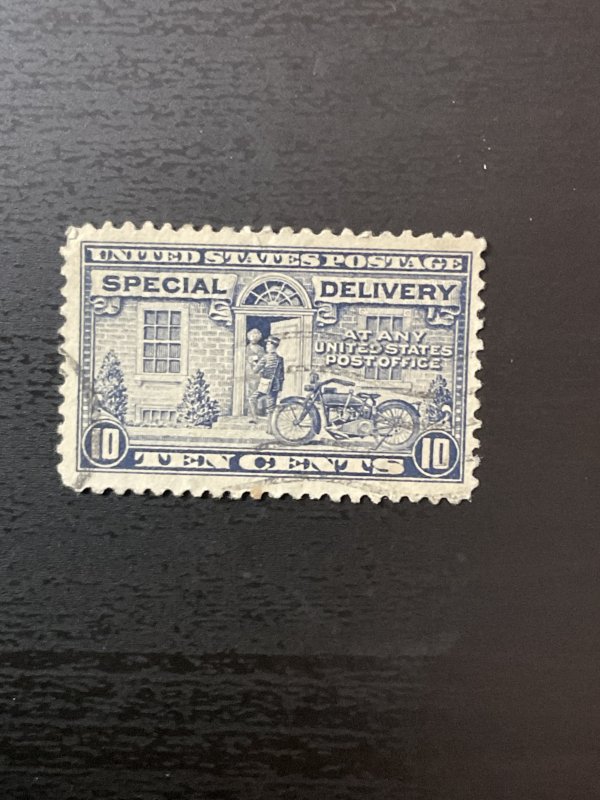 UNITED STATES POSTAGE
SPECIAL DELIVERY
AT ANY
UNITED STATES
POST OFFICE
10 TEN CENTS 10